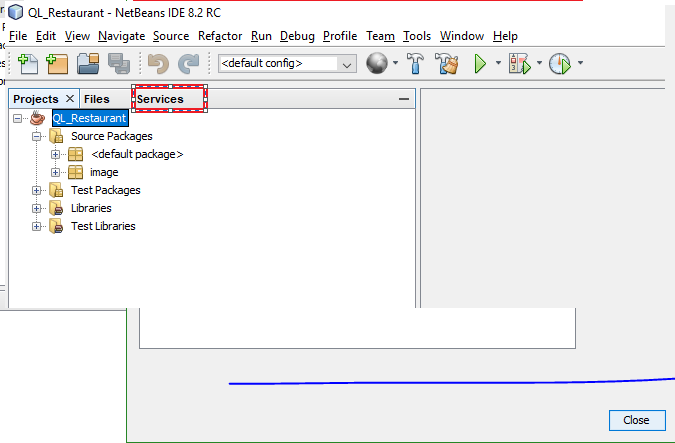 QL_Restaurant - NetBeans IDE 8.2 RC
File Edit View Navigate Source Refactor Run Debug Profile Team Tools Window Help
<default config>
Projects Files Services
QL_Restaurant
Source Packages
<default package>
image
Test Packages
Libraries
Test Libraries
Close